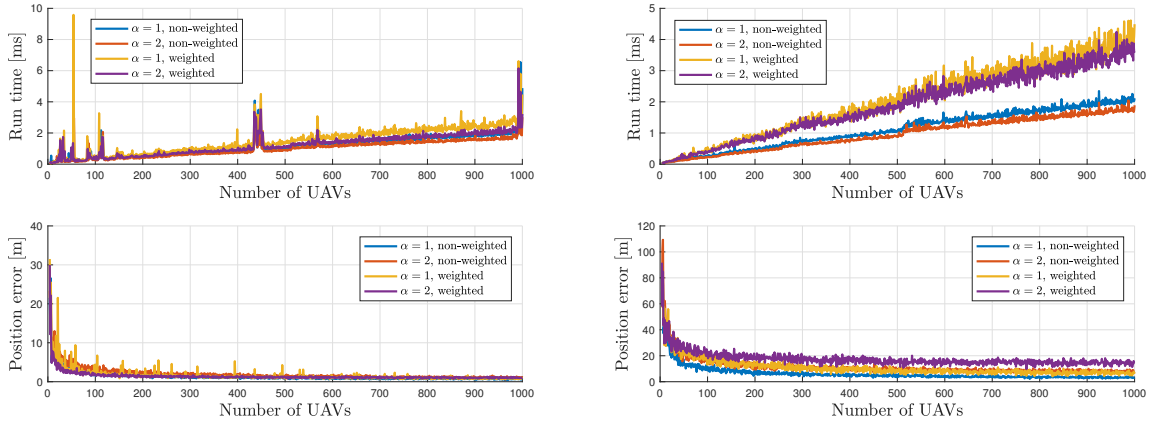 Run time [ms]
10
8
6
4
2
0
α = 1, non-weighted
α = 2, non-weighted
α = 1, weighted
α = 2, weighted
0 100 200 300 400 500 600 700 800 900 1000
Number of UAVs
Run time [ms]
5
4
3
2
1
0
α = 1, non-weighted
α = 2, non-weighted
α = 1, weighted
α = 2, weighted
0 100 200 300 400 500 600 700 800 900 1000
Number of UAVs
Position error [m]
40
30
20
10
0
α = 1, non-weighted
α = 2, non-weighted
α = 1, weighted
α = 2, weighted
0 100 200 300 400 500 600 700 800 900 1000
Number of UAVs
Position error [m]
120
100
80
60
40
20
0
α = 1, non-weighted
α = 2, non-weighted
α = 1, weighted
α = 2, weighted
0 100 200 300 400 500 600 700 800 900 1000
Number of UAVs